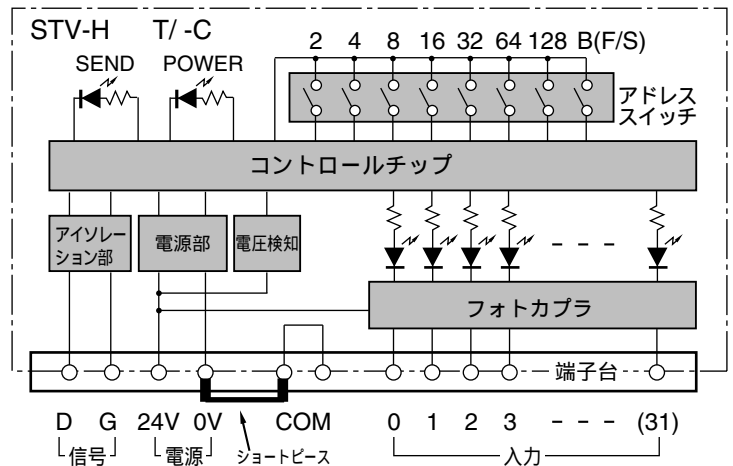 STV-H T/ -C
SEND POWER
2 4 8 16 32 64 128 B(F/S)
アドレス
スイッチ
コントロールチップ
アイソレー
ション部
電源部
電圧検知
フォトカプラ
端子台
D G 24V 0V COM 0 1 2 3 (31)
信号 電源 ショートピース 入力